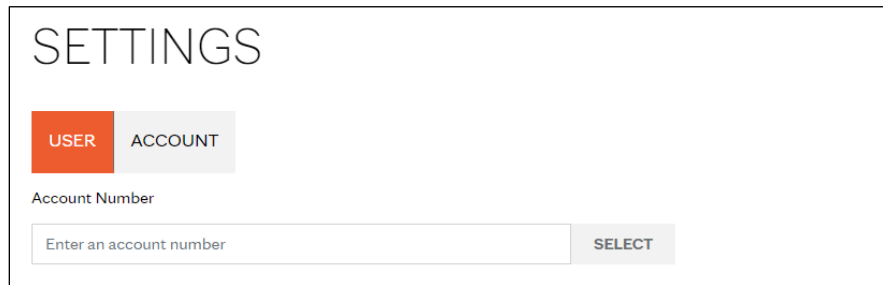 SETTINGS
USER ACCOUNT
Account Number
Enter an account number SELECT